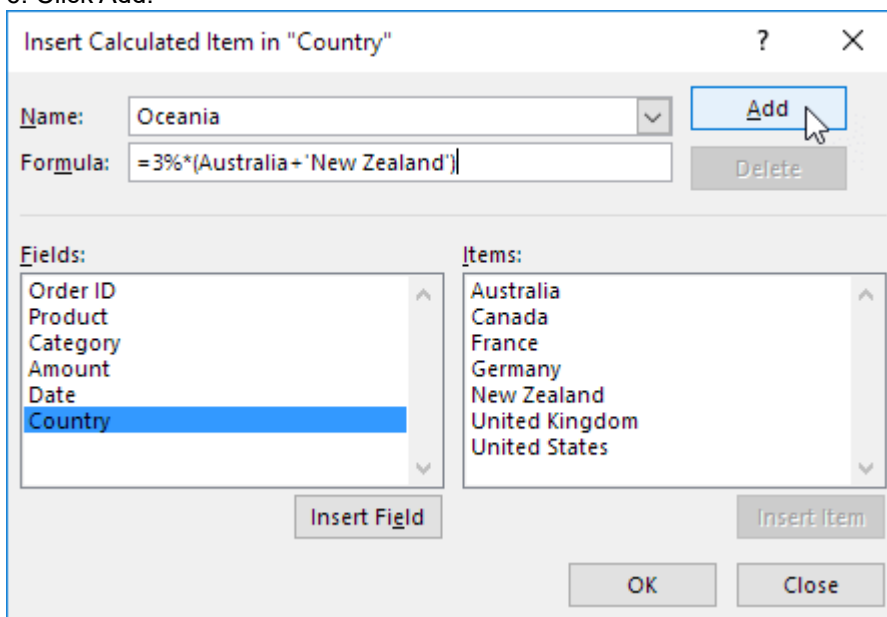 Insert Calculated Item in "Country" ? ×
Name: Oceania Add
Formula: =3%*(Australia+'New Zealand') Delete
Fields: Items:
Order ID Australia
Product Canada
Category France
Amount Germany
Date New Zealand
Country United Kingdom
United States
Insert Field Insert Item
OK Close